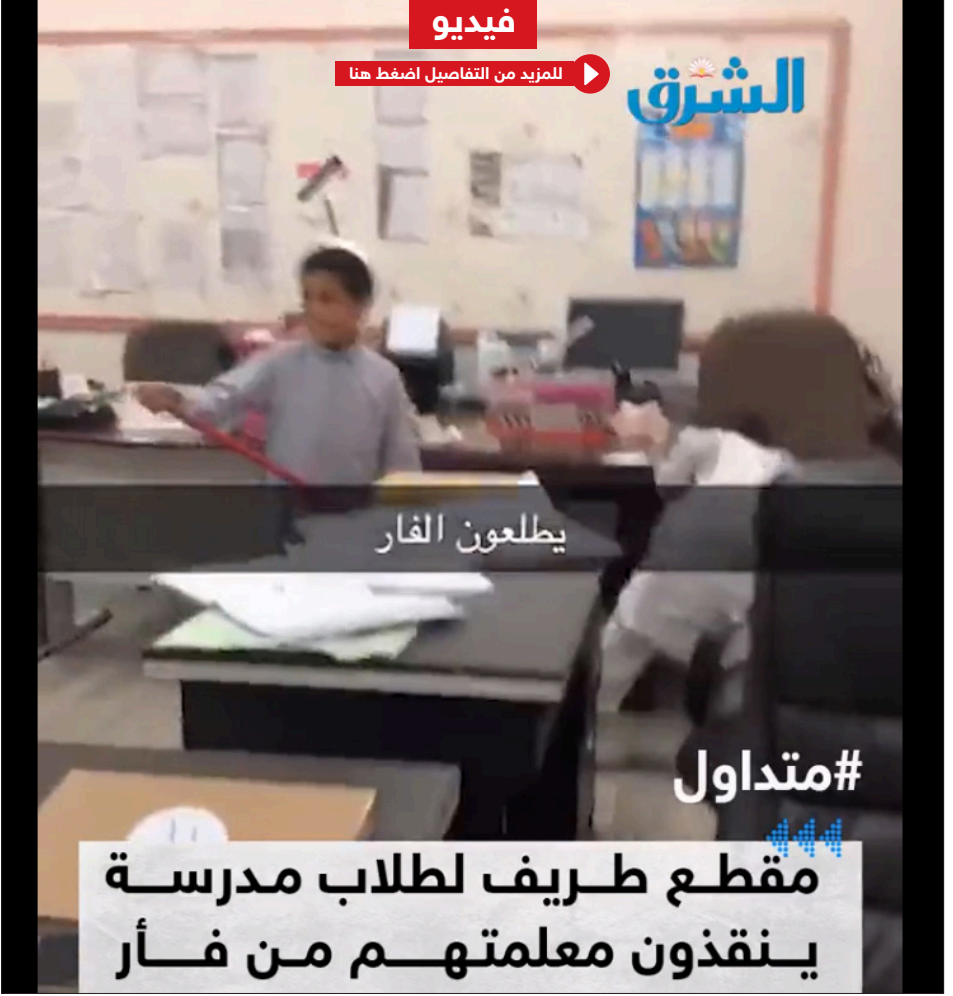 فيديو
للمزيد من التفاصيل اضغط هنا
الشرق
يطلعون الفار
#متداول
مقطع طريف لطلاب مدرسة
ينقذون معلمتهم من فأر